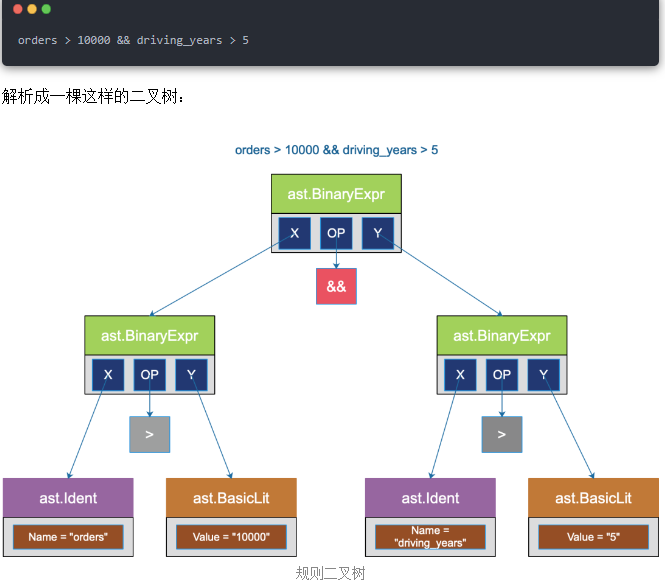 orders > 10000 && driving_years > 5
解析成一棵这样的二叉树：
orders > 10000 && driving_years > 5
ast.BinaryExpr
X OP Y
&&
ast.BinaryExpr ast.BinaryExpr
X OP Y X OP Y
> >
ast.Ident ast.BasicLit ast.Ident ast.BasicLit
Name = "orders" Value = "10000" Name = "driving_years" Value = "5"
规则二叉树